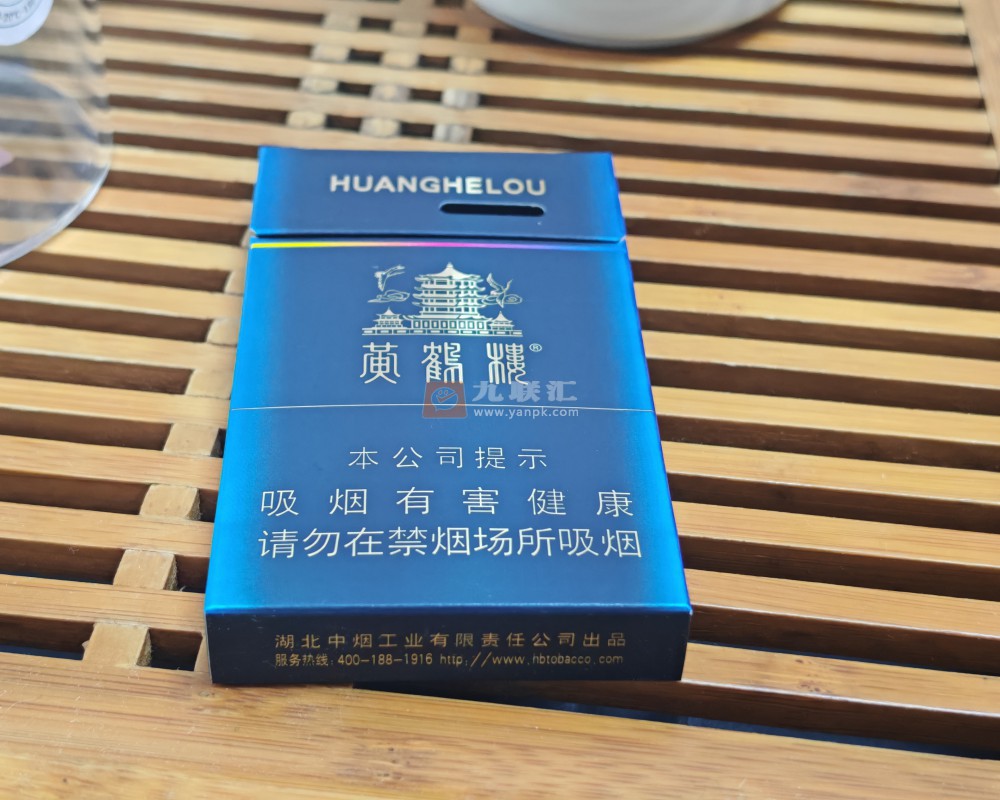 HUANGHELOU
黄鹤楼®
九联汇
www.yanpk.com
本公司提示
吸烟有害健康
请勿在禁烟场所吸烟
湖北中烟工业有限责任公司出品
服务热线:400-188-1916 http://www.hbtobacco.com